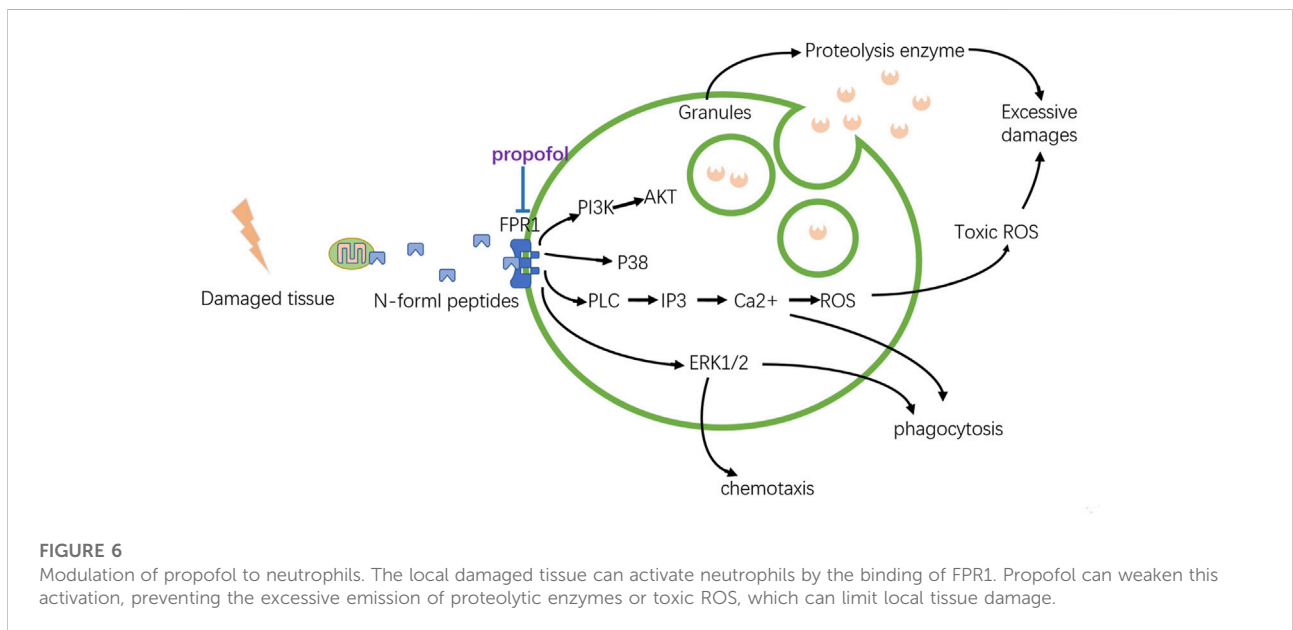 Proteolysis enzyme
Granules
Excessive
damages
propofol
PI3K
AKT
FPR1
Toxic ROS
P38
Damaged tissue
N-forml peptides
PLC
IP3
Ca2+
ROS
ERK1/2
phagocytosis
chemotaxis
FIGURE 6
Modulation of propofol to neutrophils. The local damaged tissue can activate neutrophils by the binding of FPR1. Propofol can weaken this
activation, preventing the excessive emission of proteolytic enzymes or toxic ROS, which can limit local tissue damage.